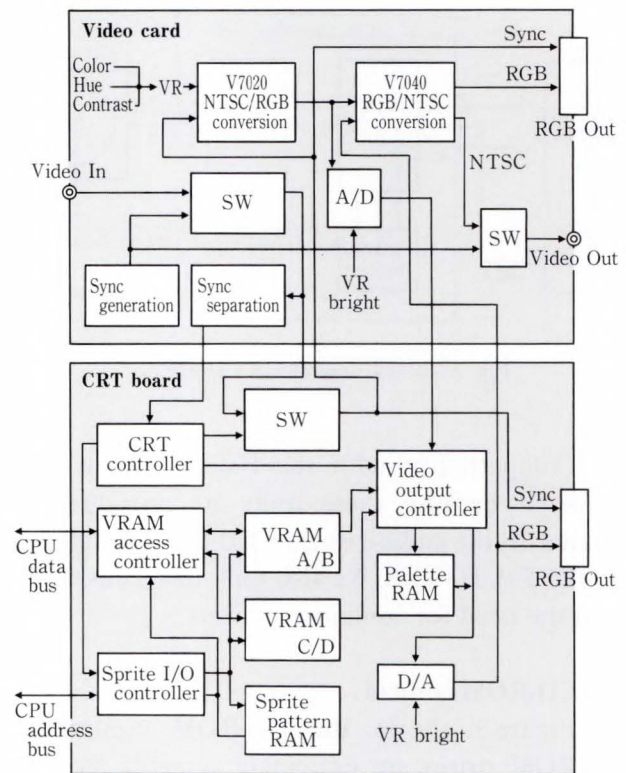 Video card
Sync
Color
Hue
Contrast
VR
V7020
NTSC/RGB
conversion
V7040
RGB/NTSC
conversion
RGB
RGB Out
NTSC
Video In
SW
A/D
SW
Video Out
Sync
generation
Sync
separation
VR
bright
CRT board
SW
CRT
controller
Video
output
controller
Sync
RGB
RGB Out
VRAM
access
controller
VRAM
A/B
CPU
data
bus
Palette
RAM
VRAM
C/D
Sprite I/O
controller
D/A
CPU
address
bus
Sprite
pattern
RAM
VR bright